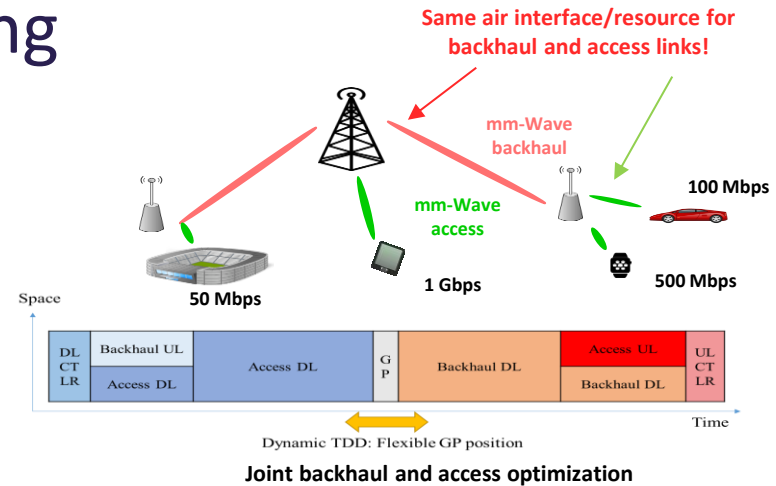 ng
Same air interface/resource for
backhaul and access links!
mm-Wave
backhaul
100 Mbps
mm-Wave
access
1 Gbps
500 Mbps
50 Mbps
Space
DL
CT
LR
Backhaul UL
Access DL
Access DL
G
P
Backhaul DL
Access UL
Backhaul DL
UL
CT
LR
Time
Dynamic TDD: Flexible GP position
Joint backhaul and access optimization